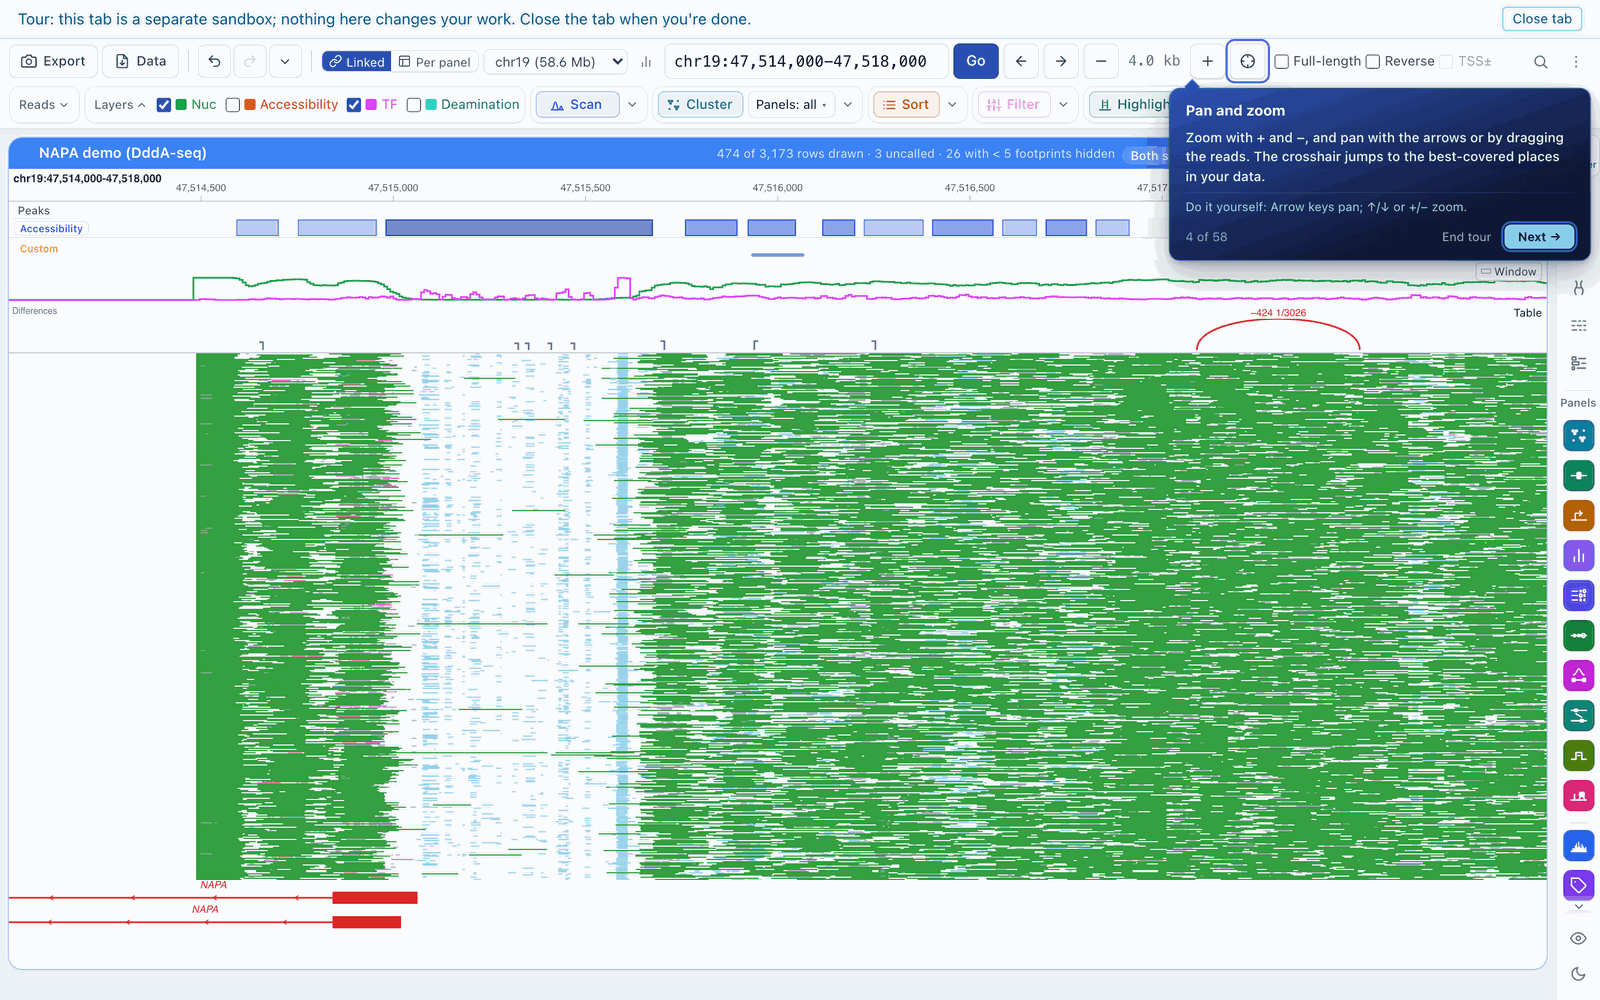 Tour: this tab is a separate sandbox; nothing here changes your work. Close the tab when you're done.
Close tab
Export
Data
Linked
Per panel
chr19 (58.6 Mb)
chr19:47,514,000–47,518,000
Go
4.0 kb
Full-length
Reverse
TSS±
Reads
Layers
Nuc
Accessibility
TF
Deamination
Scan
Cluster
Panels: all
Sort
Filter
Highligh
Pan and zoom
Zoom with + and −, and pan with the arrows or by dragging
the reads. The crosshair jumps to the best-covered places
in your data.
Do it yourself: Arrow keys pan; ↑/↓ or +/− zoom.
4 of 58
End tour
Next →
NAPA demo (DddA-seq)
474 of 3,173 rows drawn · 3 uncalled · 26 with < 5 footprints hidden
Both s
chr19:47,514,000-47,518,000
47,514,500
47,515,000
47,515,500
47,516,000
47,516,500
47,517
Peaks
Accessibility
Custom
Window
Differences
−424 1/3026
Table
Panels
NAPA
NAPA